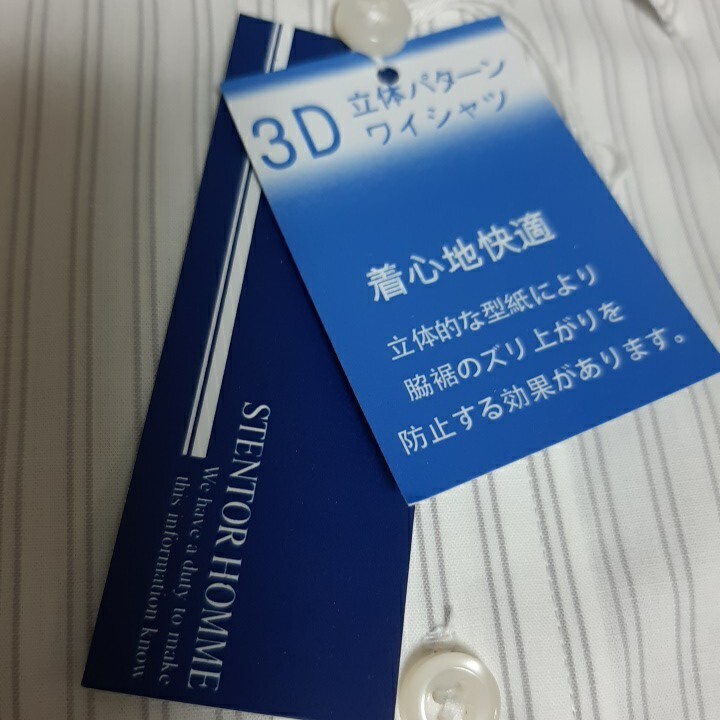 3D
立体パターン
ワイシャツ
着心地快適
立体的な型紙により
脇裾のズリ上がりを
防止する効果があります。
STENTOR HOMME
We have a duty to make
this information know